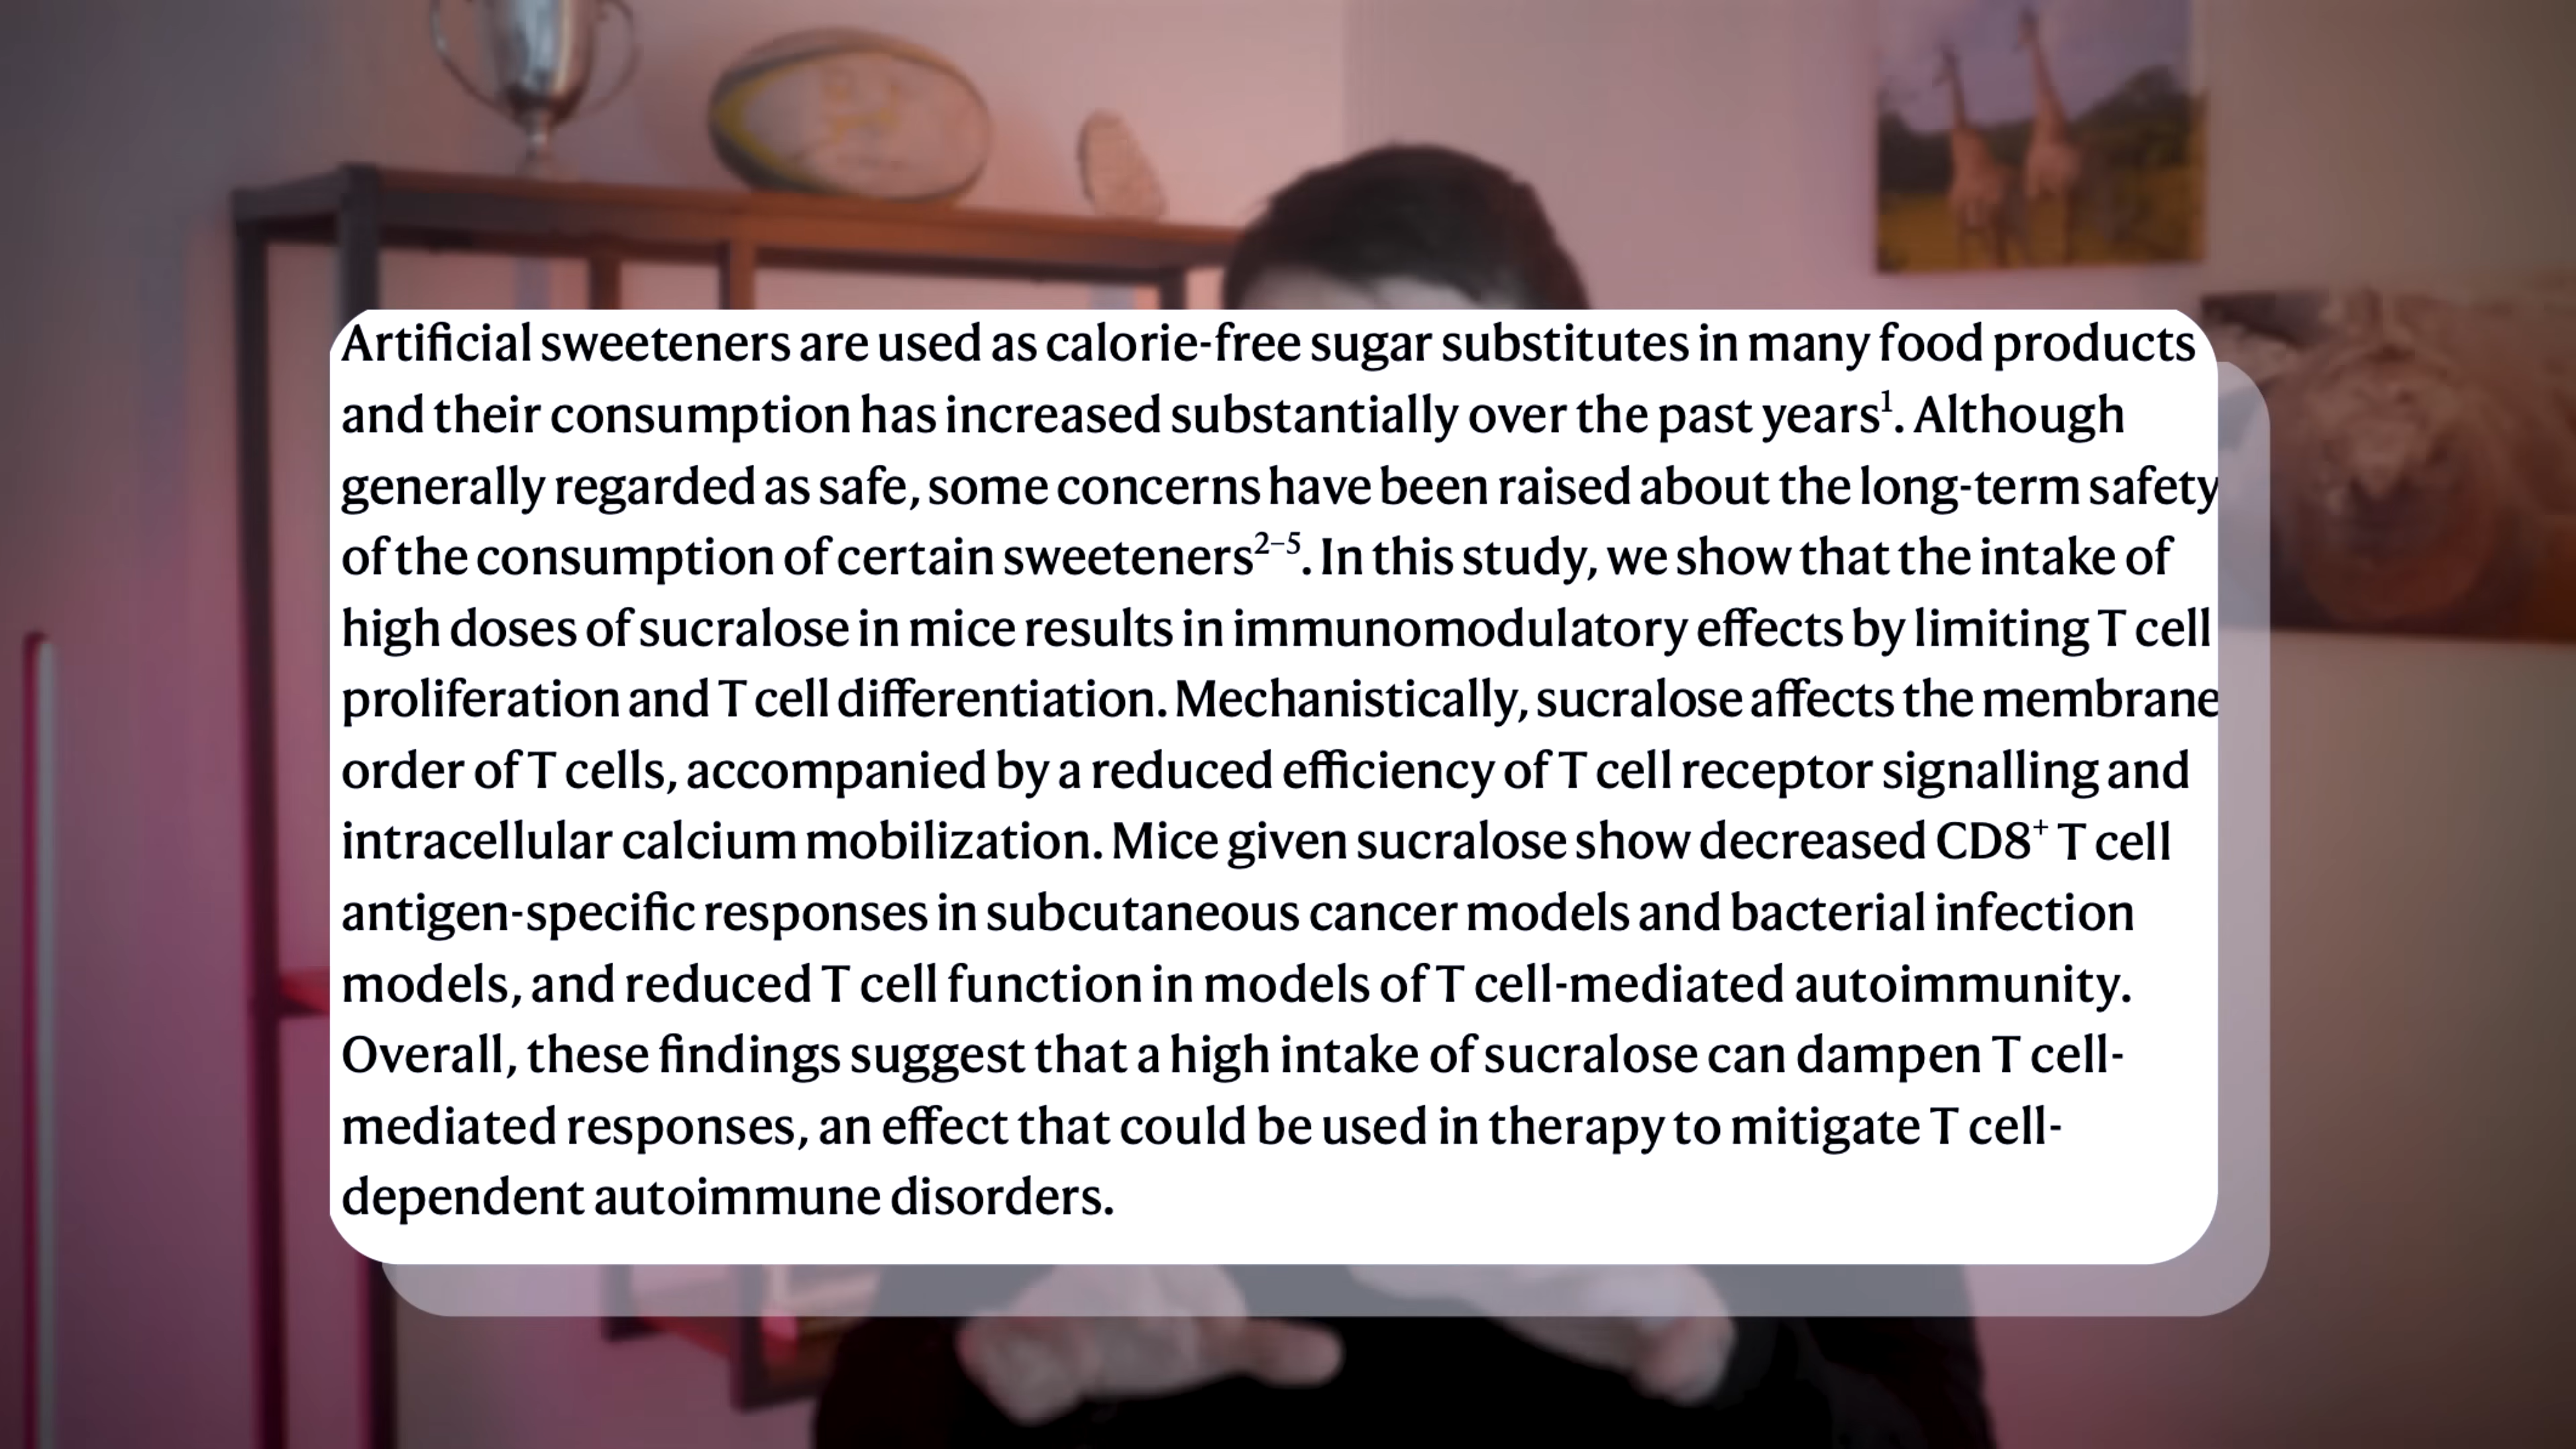 Artificial sweeteners are used as calorie-free sugar substitutes in many food products
and their consumption has increased substantially over the past years¹. Although
generally regarded as safe, some concerns have been raised about the long-term safety
of the consumption of certain sweeteners²⁻⁵. In this study, we show that the intake of
high doses of sucralose in mice results in immunomodulatory effects by limiting T cell
proliferation and T cell differentiation. Mechanistically, sucralose affects the membrane
order of T cells, accompanied by a reduced efficiency of T cell receptor signalling and
intracellular calcium mobilization. Mice given sucralose show decreased CD8⁺ T cell
antigen-specific responses in subcutaneous cancer models and bacterial infection
models, and reduced T cell function in models of T cell-mediated autoimmunity.
Overall, these findings suggest that a high intake of sucralose can dampen T cell-
mediated responses, an effect that could be used in therapy to mitigate T cell-
dependent autoimmune disorders.